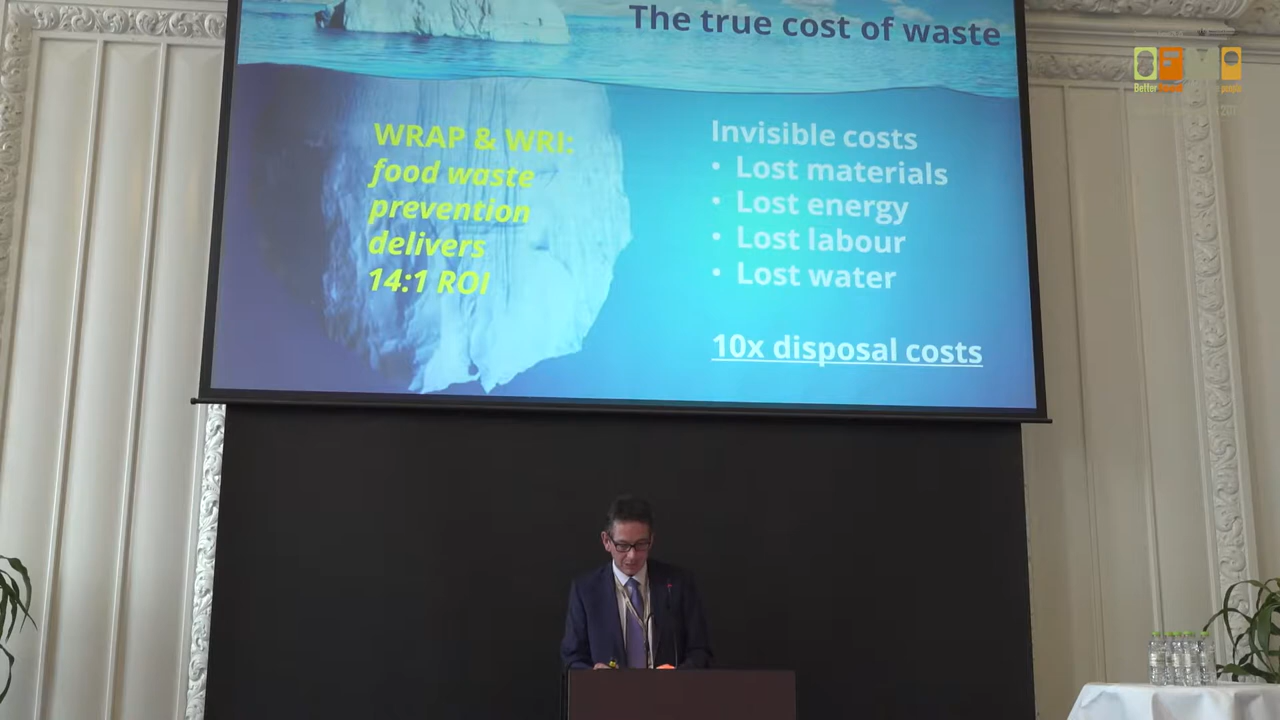 The true cost of waste
WRAP & WRI:
food waste
prevention
delivers
14:1 ROI
Invisible costs
• Lost materials
• Lost energy
• Lost labour
• Lost water
10x disposal costs
Better
people